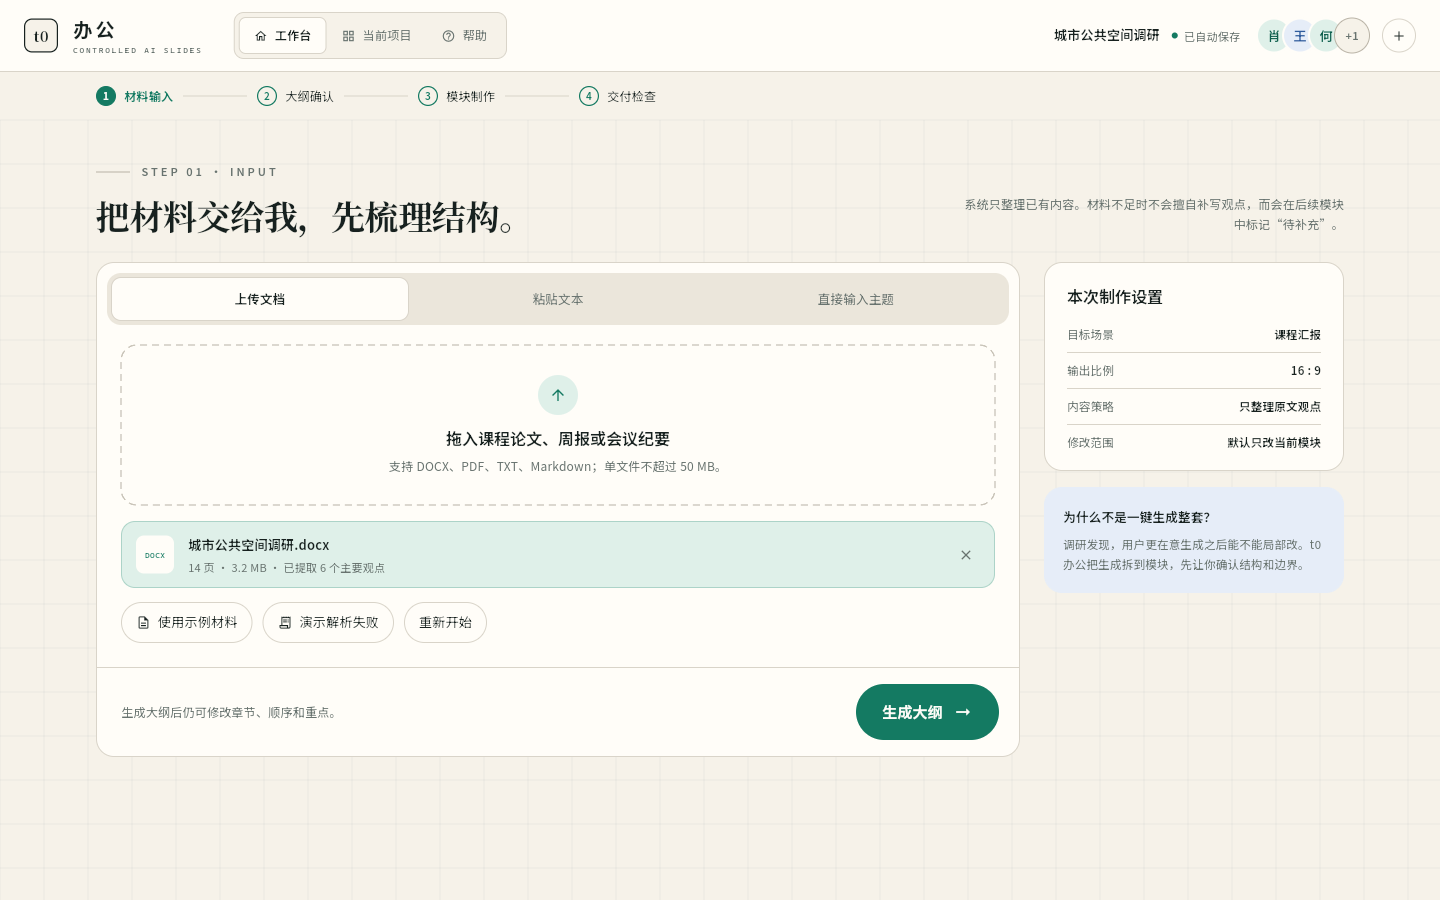 t0
办公
CONTROLLED AI SLIDES
工作台
当前项目
帮助
城市公共空间调研
已自动保存
肖
王
何
+1
1 材料输入
2 大纲确认
3 模块制作
4 交付检查
STEP 01 · INPUT
把材料交给我，先梳理结构。
系统只整理已有内容。材料不足时不会擅自补写观点，而会在后续模块
中标记“待补充”。
上传文档
粘贴文本
直接输入主题
拖入课程论文、周报或会议纪要
支持 DOCX、PDF、TXT、Markdown；单文件不超过 50 MB。
DOCX
城市公共空间调研.docx
14 页 · 3.2 MB · 已提取 6 个主要观点
使用示例材料
演示解析失败
重新开始
生成大纲后仍可修改章节、顺序和重点。
生成大纲
本次制作设置
目标场景 课程汇报
输出比例 16:9
内容策略 只整理原文观点
修改范围 默认只改当前模块
为什么不是一键生成整套？
调研发现，用户更在意生成之后能不能局部改。t0
办公把生成拆到模块，先让你确认结构和边界。